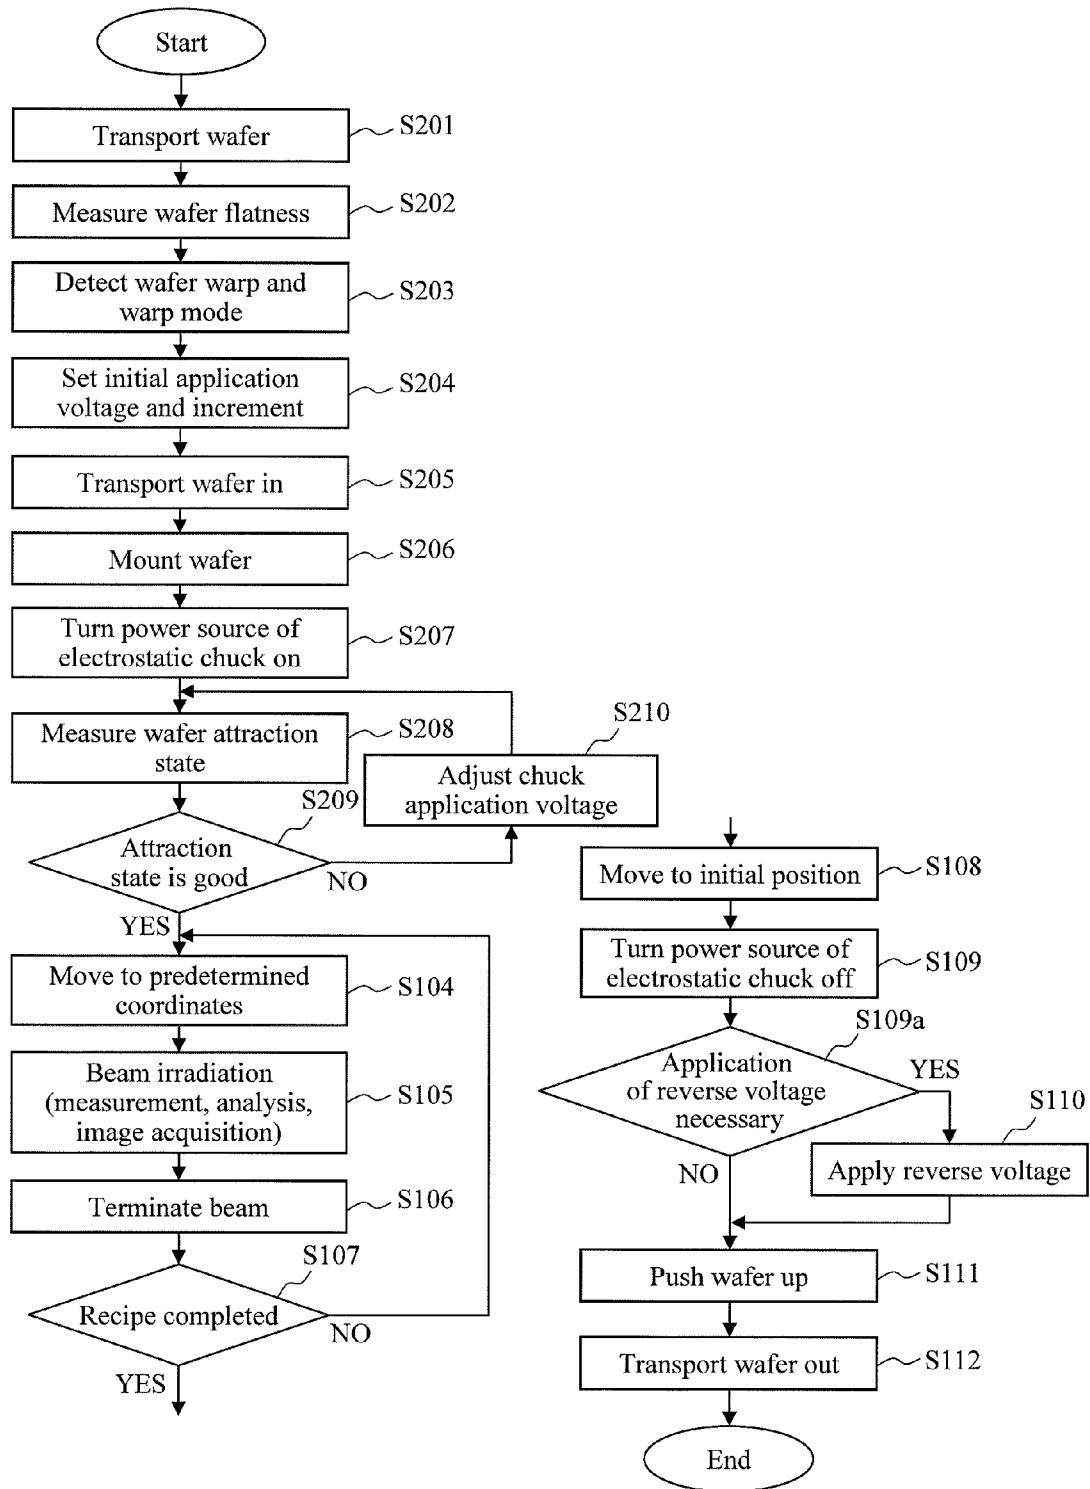 Start
Transport wafer
S201
Measure wafer flatness
S202
Detect wafer warp and
warp mode
S203
Set initial application
voltage and increment
S204
Transport wafer in
S205
Mount wafer
S206
Turn power source of
electrostatic chuck on
S207
Measure wafer attraction
state
S208
S210
Adjust chuck
application voltage
S209
Attraction
state is good
NO
YES
Move to predetermined
coordinates
S104
Beam irradiation
(measurement, analysis,
image acquisition)
S105
Terminate beam
S106
S107
Recipe completed
NO
YES
Move to initial position
S108
Turn power source of
electrostatic chuck off
S109
S109a
Application
of reverse voltage
necessary
YES
S110
Apply reverse voltage
NO
Push wafer up
S111
Transport wafer out
S112
End